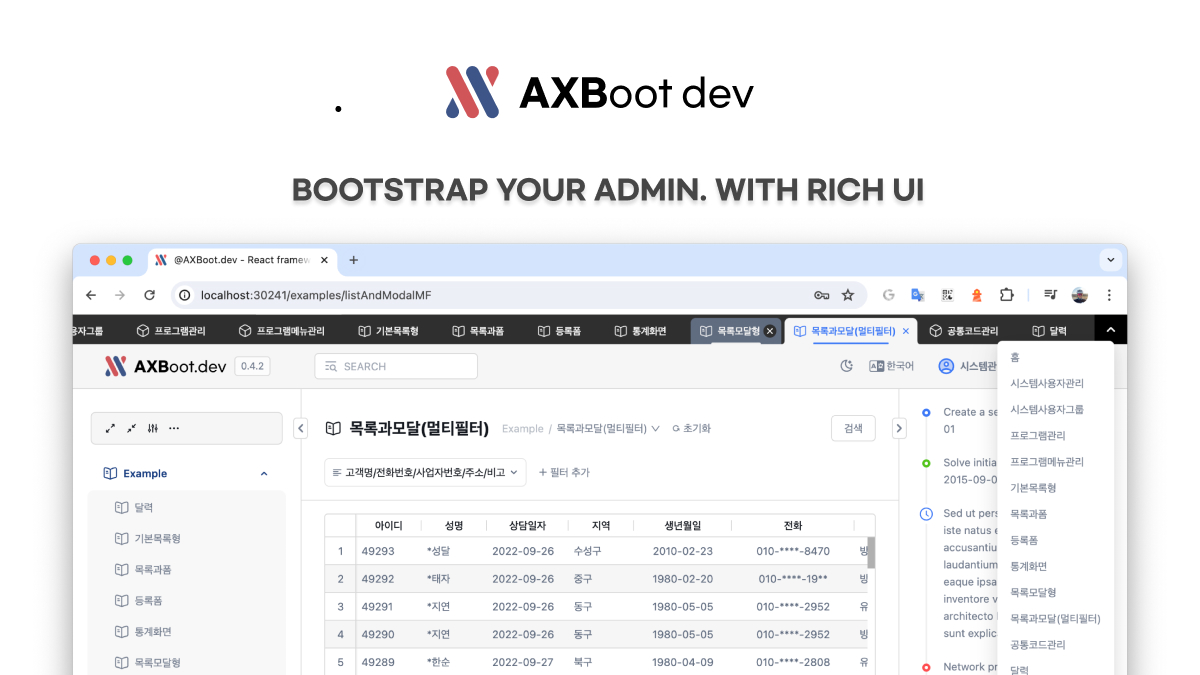 AXBoot dev
BOOTSTRAP YOUR ADMIN. WITH RICH UI
@AXBoot.dev - React framew
localhost:30241/examples/listAndModalMF
용자그룹 프로그램관리 프로그램메뉴관리 기본목록형 목록과폼 등록폼 통계화면 목록모달형 목록과모달(멀티필터) 공통코드관리 달력
AXBoot.dev 0.4.2 SEARCH 한국어 시스템관
홈
시스템사용자관리
시스템사용자그룹
프로그램관리
프로그램메뉴관리
기본목록형
목록과폼
등록폼
통계화면
목록모달형
목록과모달(멀티필터)
공통코드관리
달력
Example
달력
기본목록형
목록과폼
등록폼
통계화면
목록모달형
목록과모달(멀티필터) Example / 목록과모달(멀티필터) 초기화 검색
고객명/전화번호/사업자번호/주소/비고 + 필터 추가
아이디 성명 상담일자 지역 생년월일 전화
1 49293 *성달 2022-09-26 수성구 2010-02-23 010-****-8470 방
2 49292 *태자 2022-09-26 중구 1980-02-20 010-****-19** 방
3 49291 *지연 2022-09-26 동구 1980-05-05 010-****-2952 유
4 49290 *지연 2022-09-26 동구 1980-05-05 010-****-2952 방
5 49289 *한순 2022-09-27 북구 1980-04-09 010-****-2808 유
Create a se
01
Solve initia
2015-09-0
Sed ut pers
iste natus e
accusantiu
laudantium
eaque ipsa
inventore v
architecto
sunt explic
Network pr